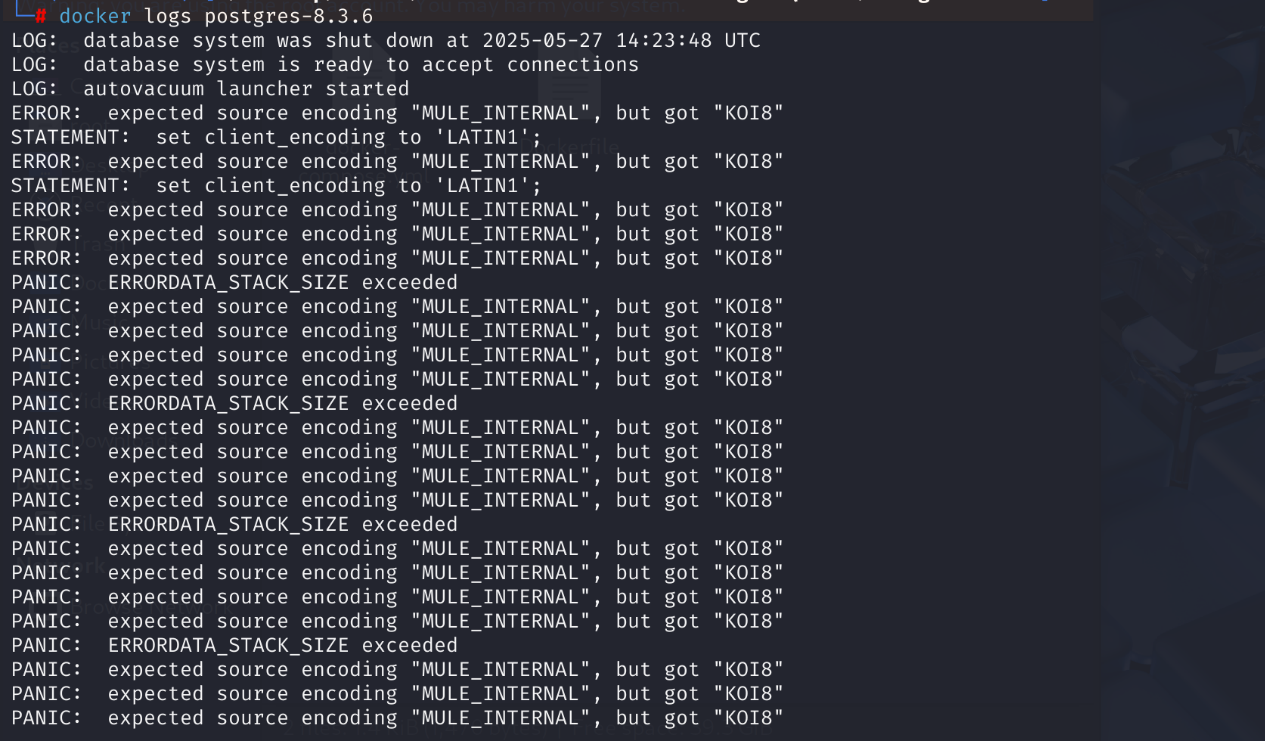 # docker logs postgres-8.3.6
LOG:  database system was shut down at 2025-05-27 14:23:48 UTC
LOG:  database system is ready to accept connections
LOG:  autovacuum launcher started
ERROR:  expected source encoding "MULE_INTERNAL", but got "KOI8"
STATEMENT:  set client_encoding to 'LATIN1';
ERROR:  expected source encoding "MULE_INTERNAL", but got "KOI8"
STATEMENT:  set client_encoding to 'LATIN1';
ERROR:  expected source encoding "MULE_INTERNAL", but got "KOI8"
ERROR:  expected source encoding "MULE_INTERNAL", but got "KOI8"
ERROR:  expected source encoding "MULE_INTERNAL", but got "KOI8"
PANIC:  ERRORDATA_STACK_SIZE exceeded
PANIC:  expected source encoding "MULE_INTERNAL", but got "KOI8"
PANIC:  expected source encoding "MULE_INTERNAL", but got "KOI8"
PANIC:  expected source encoding "MULE_INTERNAL", but got "KOI8"
PANIC:  expected source encoding "MULE_INTERNAL", but got "KOI8"
PANIC:  ERRORDATA_STACK_SIZE exceeded
PANIC:  expected source encoding "MULE_INTERNAL", but got "KOI8"
PANIC:  expected source encoding "MULE_INTERNAL", but got "KOI8"
PANIC:  expected source encoding "MULE_INTERNAL", but got "KOI8"
PANIC:  expected source encoding "MULE_INTERNAL", but got "KOI8"
PANIC:  ERRORDATA_STACK_SIZE exceeded
PANIC:  expected source encoding "MULE_INTERNAL", but got "KOI8"
PANIC:  expected source encoding "MULE_INTERNAL", but got "KOI8"
PANIC:  expected source encoding "MULE_INTERNAL", but got "KOI8"
PANIC:  expected source encoding "MULE_INTERNAL", but got "KOI8"
PANIC:  ERRORDATA_STACK_SIZE exceeded
PANIC:  expected source encoding "MULE_INTERNAL", but got "KOI8"
PANIC:  expected source encoding "MULE_INTERNAL", but got "KOI8"
PANIC:  expected source encoding "MULE_INTERNAL", but got "KOI8"